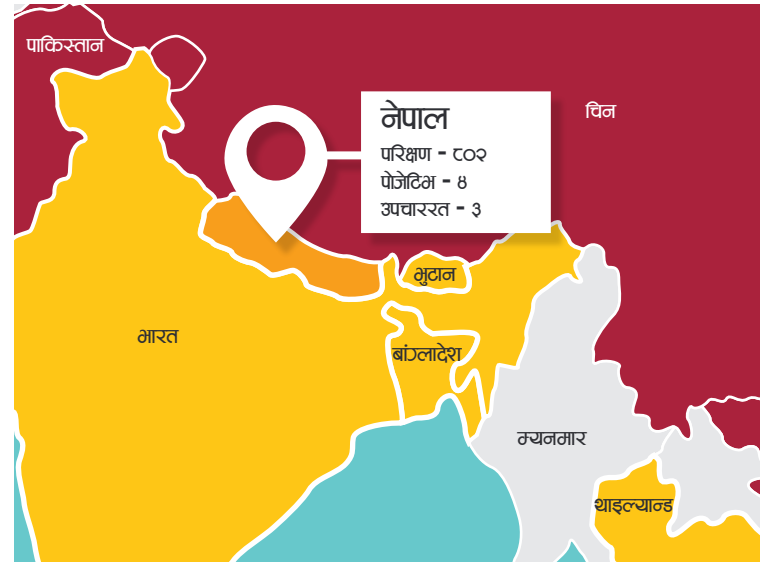 पाकिस्तान
नेपाल
परिक्षण - ८०२
पोजेटिभ - ४
उपचाररत - ३
चिन
भुटान
भारत
बांग्लादेश
म्यनमार
थाइल्यान्ड